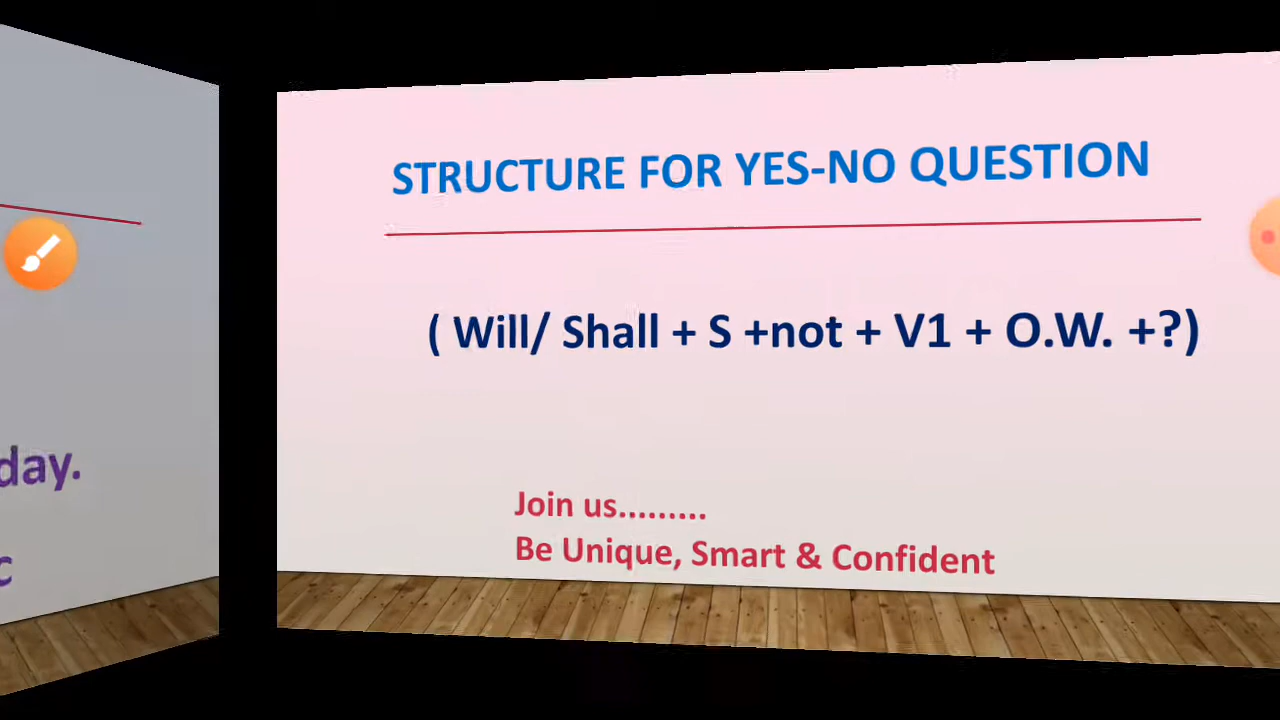 day.
STRUCTURE FOR YES-NO QUESTION
( Will/ Shall + S +not + V1 + O.W. +?)
Join us.........
Be Unique, Smart & Confident